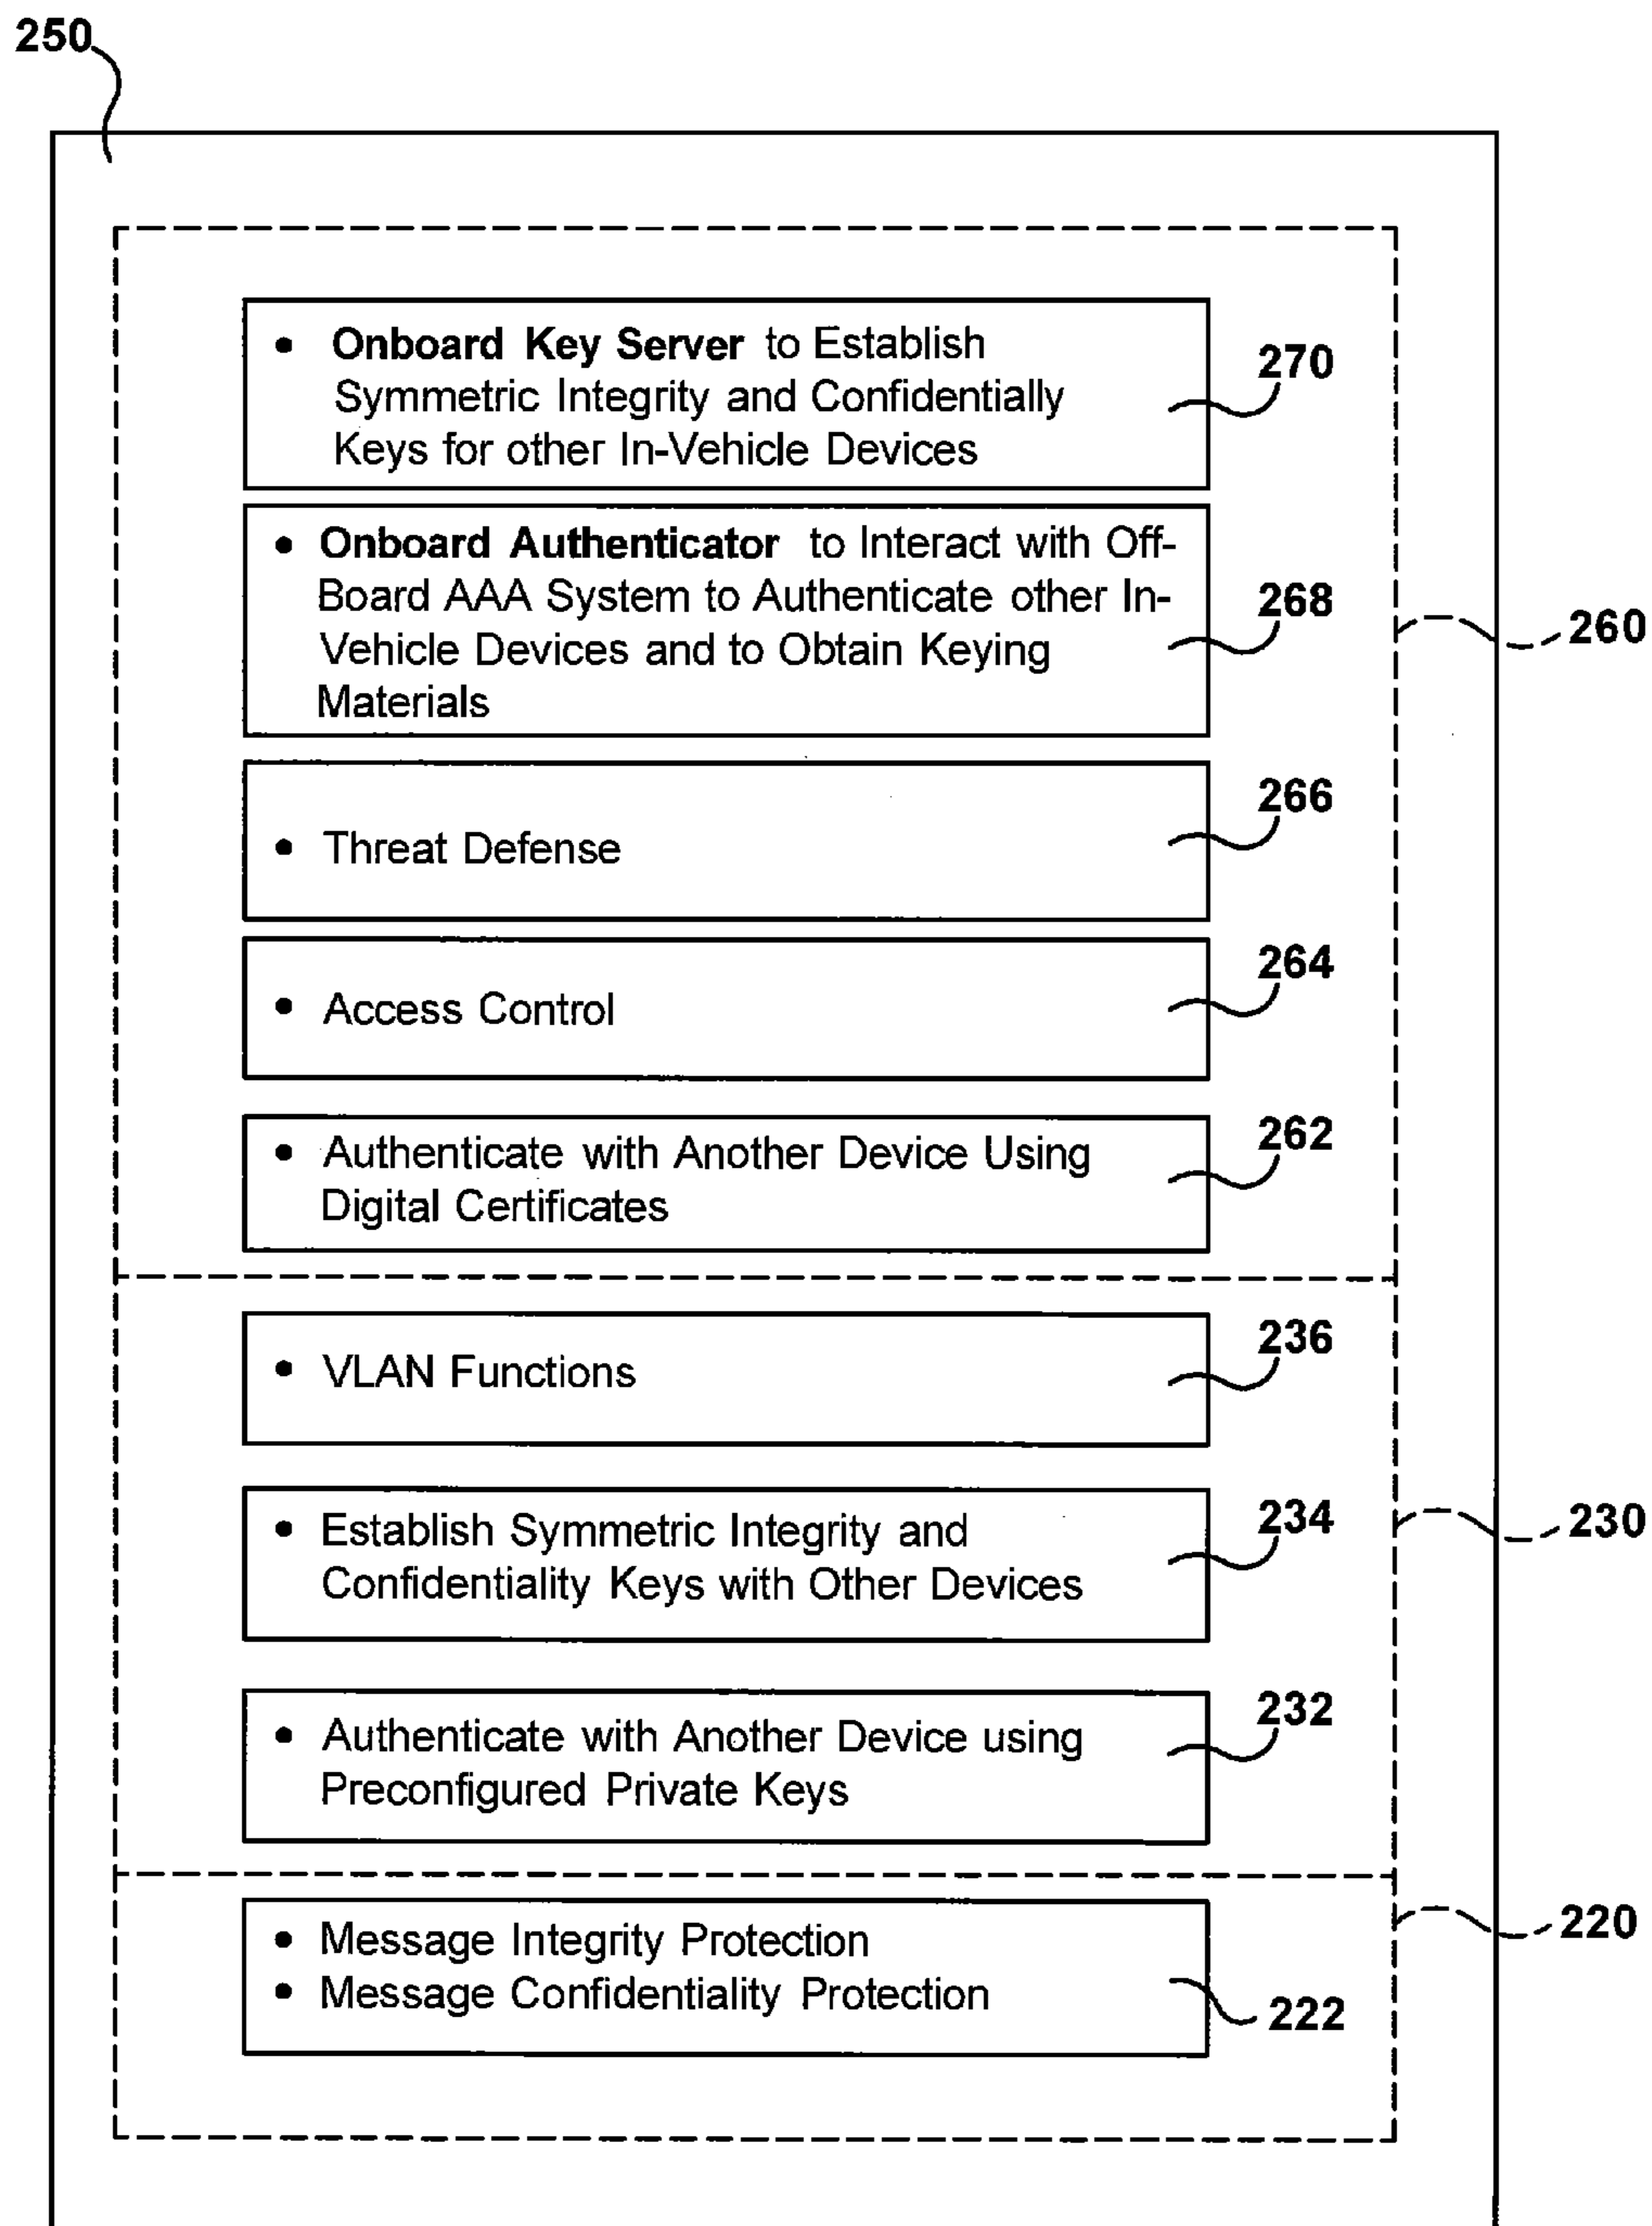 250
• Onboard Key Server to Establish
Symmetric Integrity and Confidentially
Keys for other In-Vehicle Devices
270
• Onboard Authenticator to Interact with Off-
Board AAA System to Authenticate other In-
Vehicle Devices and to Obtain Keying
Materials
268
260
• Threat Defense
266
• Access Control
264
• Authenticate with Another Device Using
Digital Certificates
262
• VLAN Functions
236
• Establish Symmetric Integrity and
Confidentiality Keys with Other Devices
234
230
• Authenticate with Another Device using
Preconfigured Private Keys
232
• Message Integrity Protection
• Message Confidentiality Protection
222
220